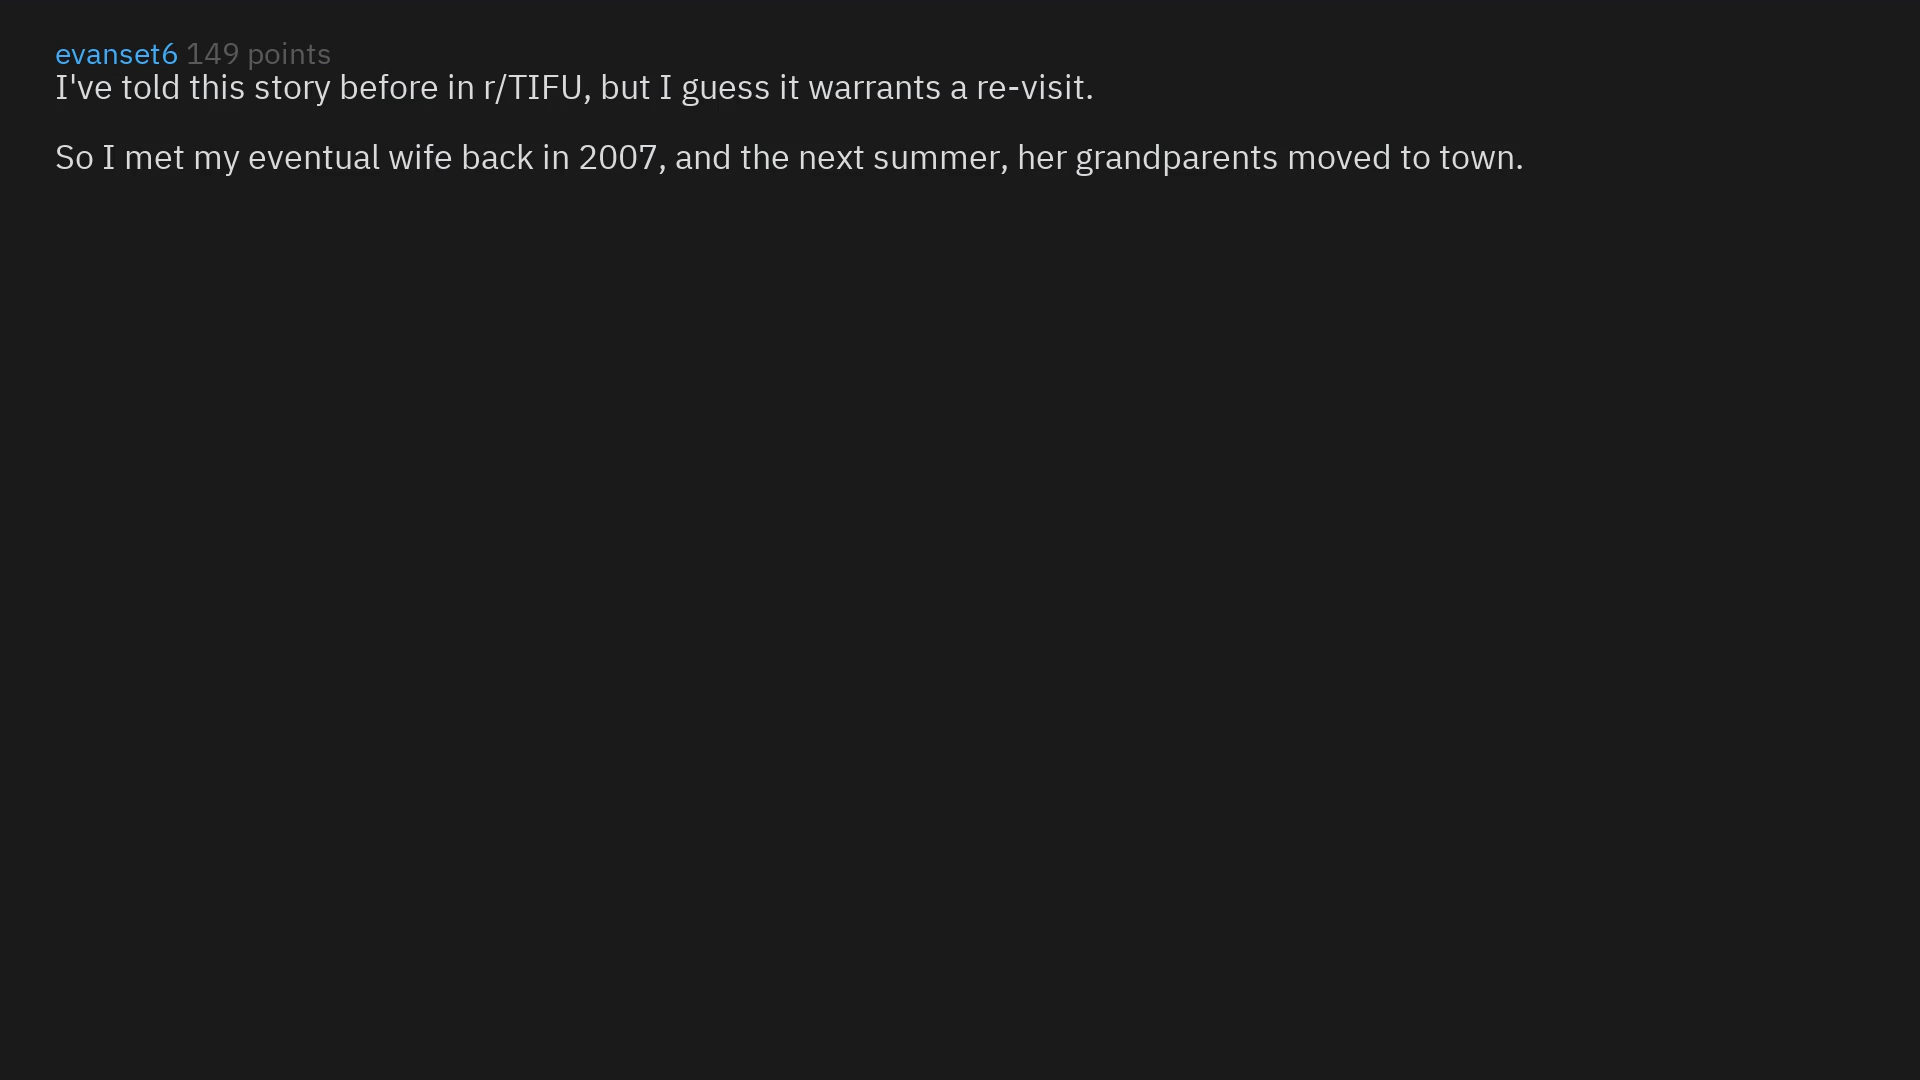 evanset6 149 points
I've told this story before in r/TIFU, but I guess it warrants a re-visit.
So I met my eventual wife back in 2007, and the next summer, her grandparents moved to town.